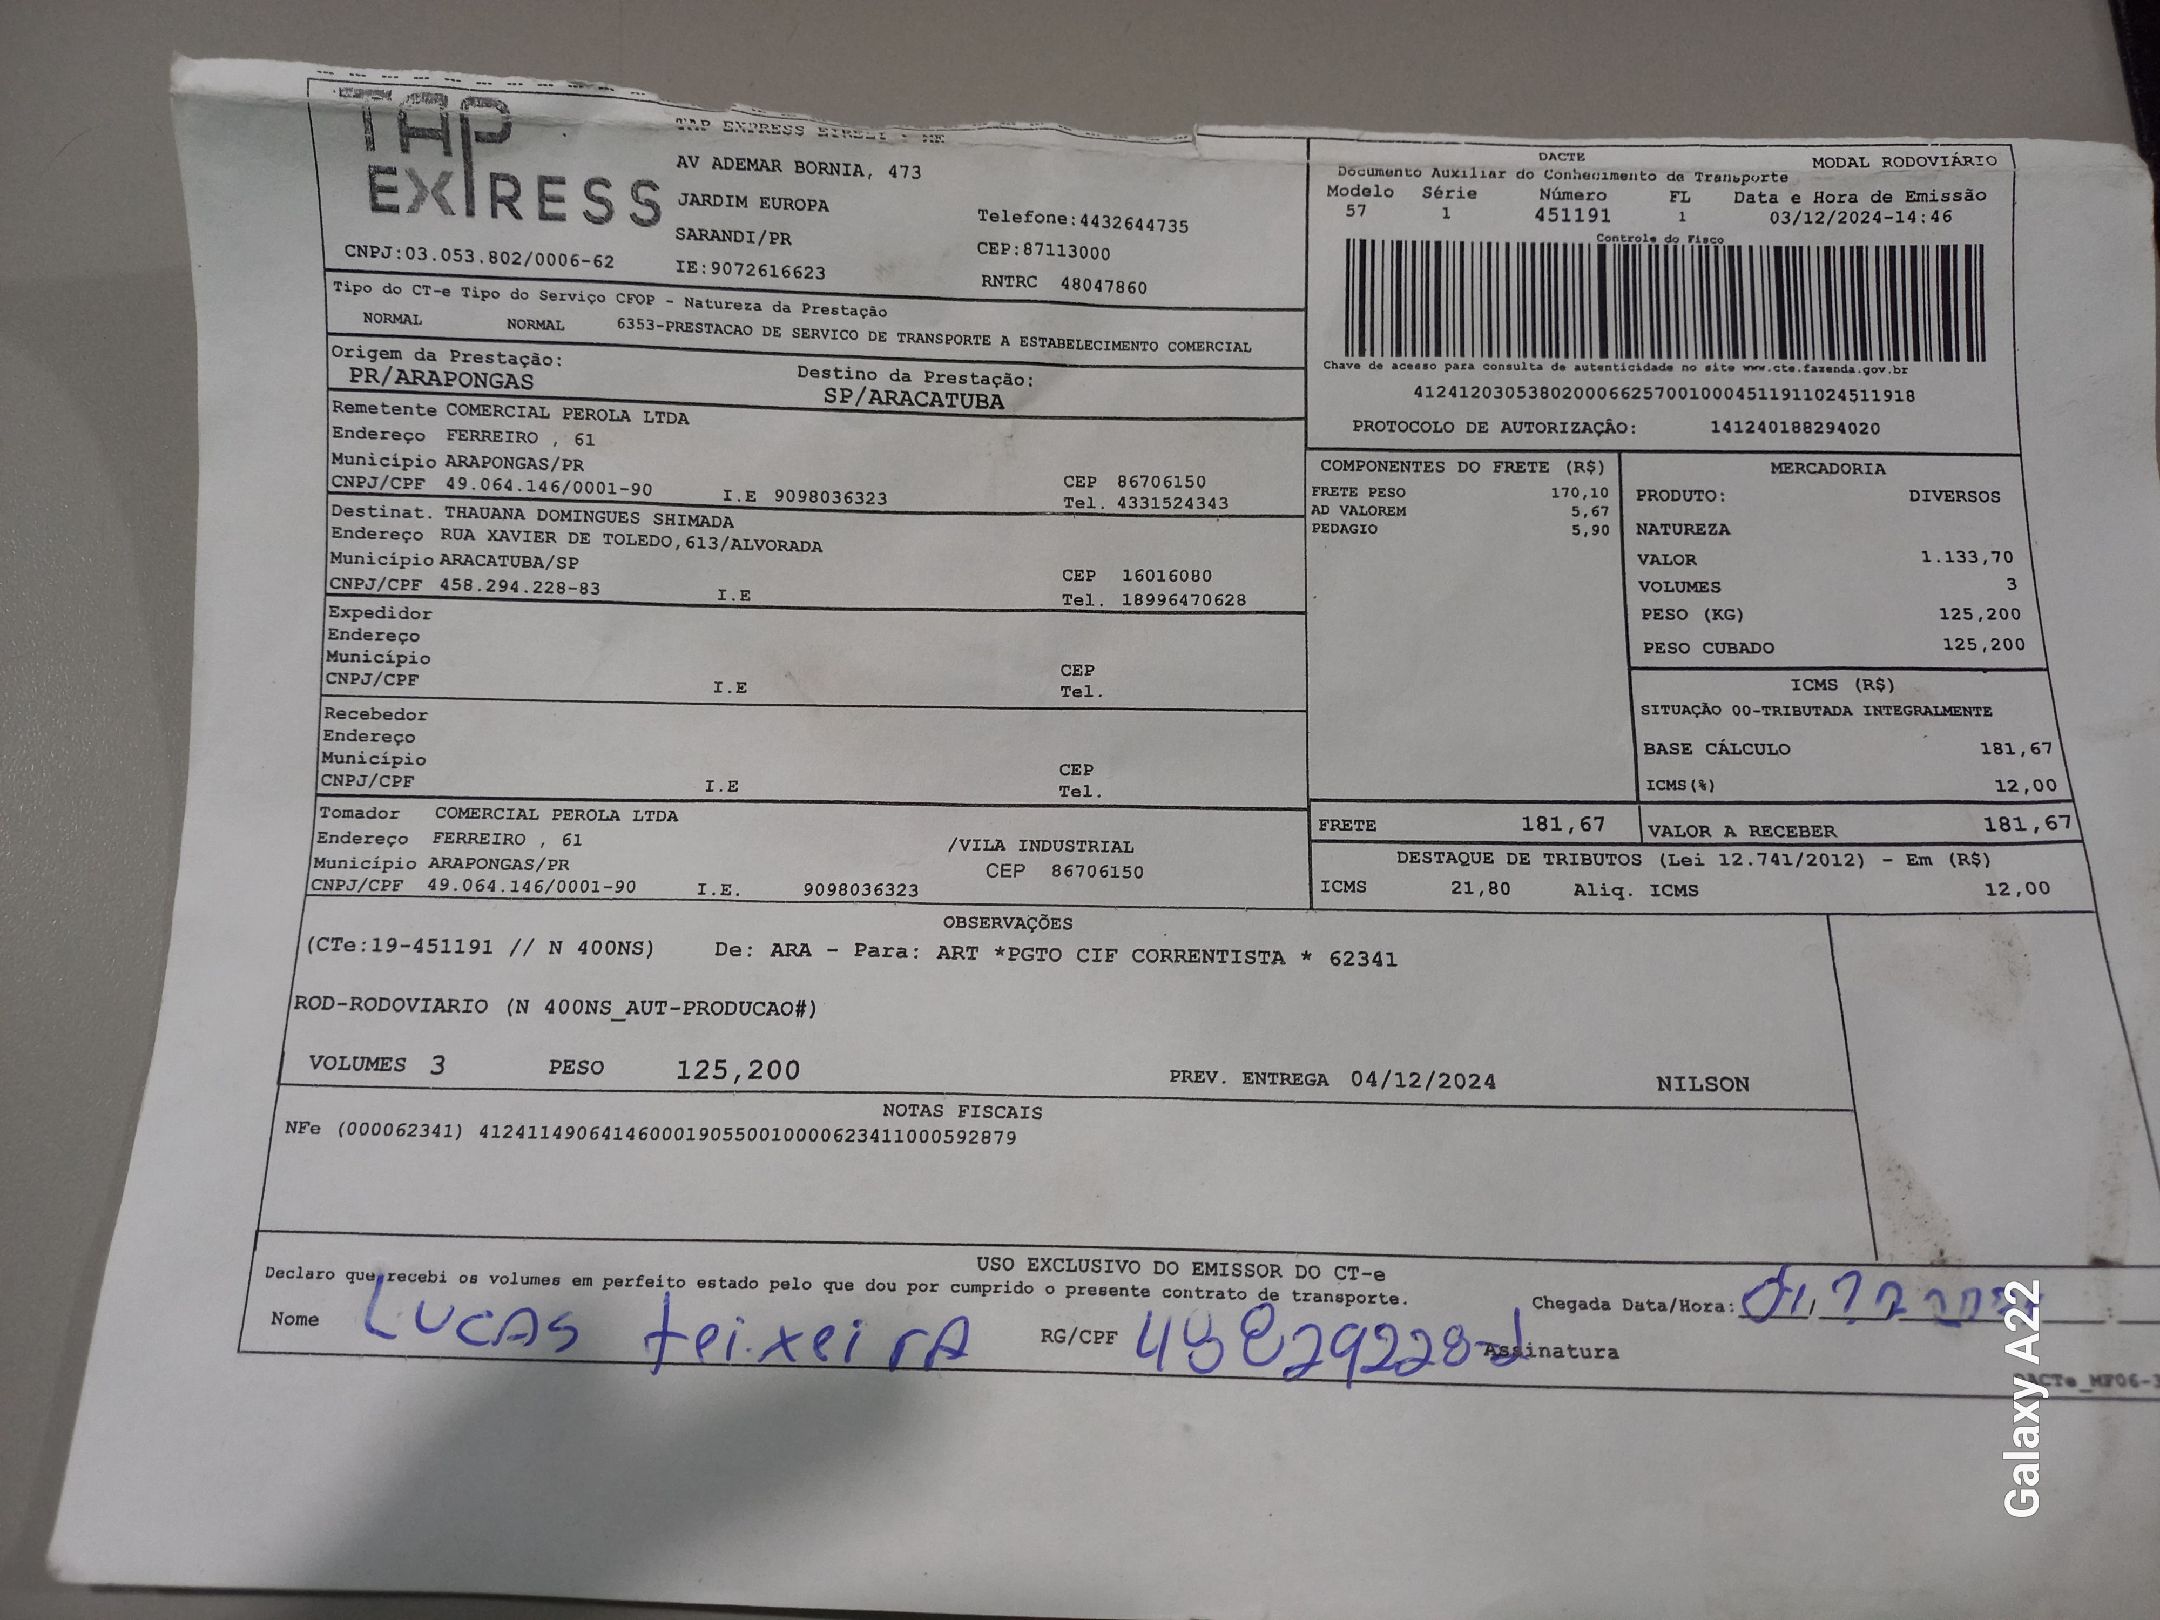 TAP
EXPRESS
TAP EXPRESS EIRELI - ME
AV ADEMAR BORNIA, 473
JARDIM EUROPA
SARANDI/PR
IE:9072616623
Telefone:4432644735
CEP:87113000
RNTRC 48047860
CNPJ:03.053.802/0006-62
DACTE
MODAL RODOVIÁRIO
Documento Auxiliar do Conhecimento de Transporte
Modelo Série Número FL Data e Hora de Emissão
57 1 451191 1 03/12/2024-14:46
Controle do Fisco
Chave de acesso para consulta de autenticidade no site www.cte.fazenda.gov.br
41241203053802000662570010004511911024511918
PROTOCOLO DE AUTORIZAÇÃO: 141240188294020
Tipo do CT-e Tipo do Serviço CFOP - Natureza da Prestação
NORMAL NORMAL 6353-PRESTACAO DE SERVICO DE TRANSPORTE A ESTABELECIMENTO COMERCIAL
Origem da Prestação: Destino da Prestação:
PR/ARAPONGAS SP/ARACATUBA
Remetente COMERCIAL PEROLA LTDA
Endereço FERREIRO , 61
Município ARAPONGAS/PR CEP 86706150
CNPJ/CPF 49.064.146/0001-90 I.E 9098036323 Tel. 4331524343
Destinat. THAUANA DOMINGUES SHIMADA
Endereço RUA XAVIER DE TOLEDO,613/ALVORADA
Município ARACATUBA/SP CEP 16016080
CNPJ/CPF 458.294.228-83 I.E Tel. 18996470628
Expedidor
Endereço
Município CEP
CNPJ/CPF I.E Tel.
Recebedor
Endereço
Município CEP
CNPJ/CPF I.E Tel.
Tomador COMERCIAL PEROLA LTDA
Endereço FERREIRO , 61 /VILA INDUSTRIAL
Município ARAPONGAS/PR CEP 86706150
CNPJ/CPF 49.064.146/0001-90 I.E. 9098036323
COMPONENTES DO FRETE (R$)
FRETE PESO 170,10
AD VALOREM 5,67
PEDAGIO 5,90
MERCADORIA
PRODUTO: DIVERSOS
NATUREZA
VALOR 1.133,70
VOLUMES 3
PESO (KG) 125,200
PESO CUBADO 125,200
ICMS (R$)
SITUAÇÃO 00-TRIBUTADA INTEGRALMENTE
BASE CÁLCULO 181,67
ICMS(%) 12,00
FRETE 181,67 VALOR A RECEBER 181,67
DESTAQUE DE TRIBUTOS (Lei 12.741/2012) - Em (R$)
ICMS 21,80 Aliq. ICMS 12,00
OBSERVAÇÕES
(CTe:19-451191 // N 400NS) De: ARA - Para: ART *PGTO CIF CORRENTISTA * 62341
ROD-RODOVIARIO (N 400NS_AUT-PRODUCAO#)
VOLUMES 3 PESO 125,200 PREV. ENTREGA 04/12/2024 NILSON
NOTAS FISCAIS
NFe (000062341) 41241149064146000190550010000623411000592879
USO EXCLUSIVO DO EMISSOR DO CT-e
Declaro que recebi os volumes em perfeito estado pelo que dou por cumprido o presente contrato de transporte.
Chegada Data/Hora:
Nome Lucas teixeira RG/CPF Assinatura
DACTe_MF06-3
Galaxy A22